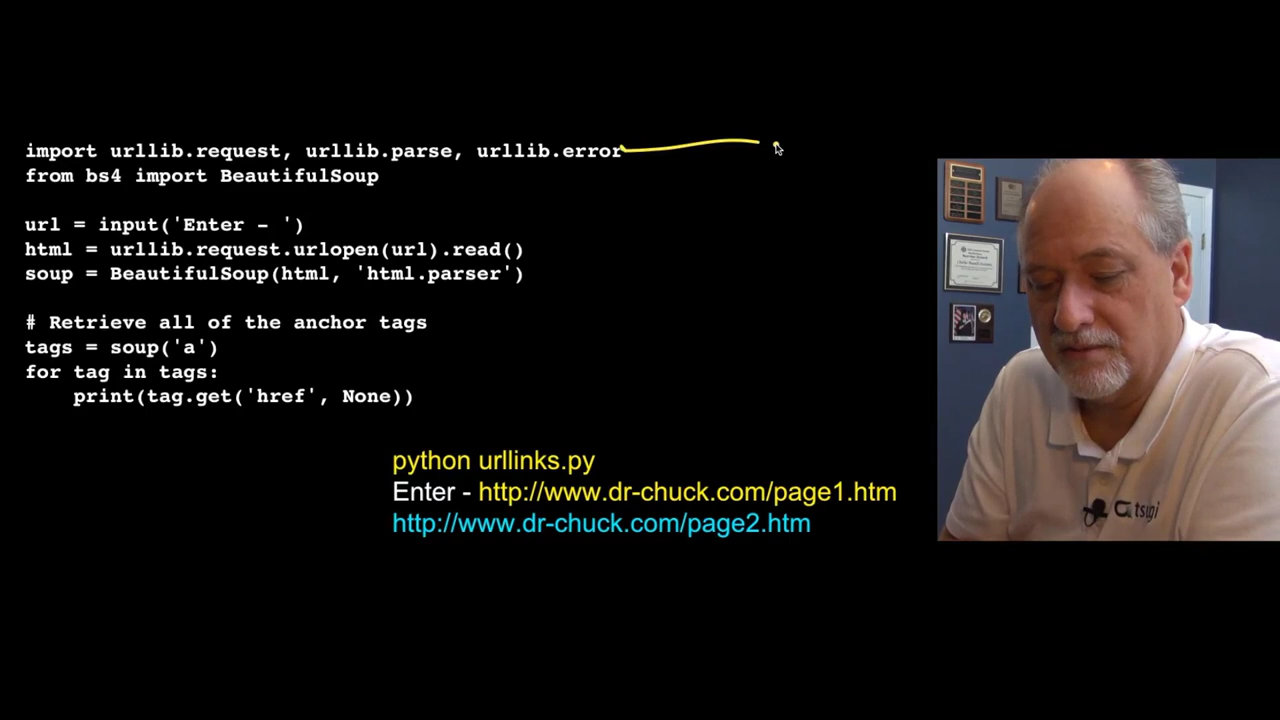 import urllib.request, urllib.parse, urllib.error
from bs4 import BeautifulSoup
url = input('Enter - ')
html = urllib.request.urlopen(url).read()
soup = BeautifulSoup(html, 'html.parser')
# Retrieve all of the anchor tags
tags = soup('a')
for tag in tags:
    print(tag.get('href', None))
python urllinks.py
Enter - http://www.dr-chuck.com/page1.htm
http://www.dr-chuck.com/page2.htm
tsugi